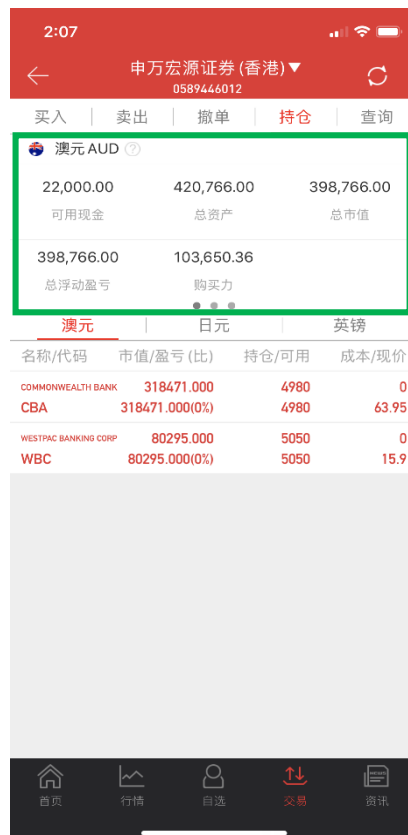 2:07
申万宏源证券 (香港)▼
0589446012
买入 卖出 撤单 持仓 查询
澳元AUD ?
22,000.00 420,766.00 398,766.00
可用现金 总资产 总市值
398,766.00 103,650.36
总浮动盈亏 购买力
澳元 日元 英镑
名称/代码 市值/盈亏(比) 持仓/可用 成本/现价
COMMONWEALTH BANK 318471.000 4980 0
CBA 318471.000(0%) 4980 63.95
WESTPAC BANKING CORP 80295.000 5050 0
WBC 80295.000(0%) 5050 15.9
首页 行情 自选 交易 资讯